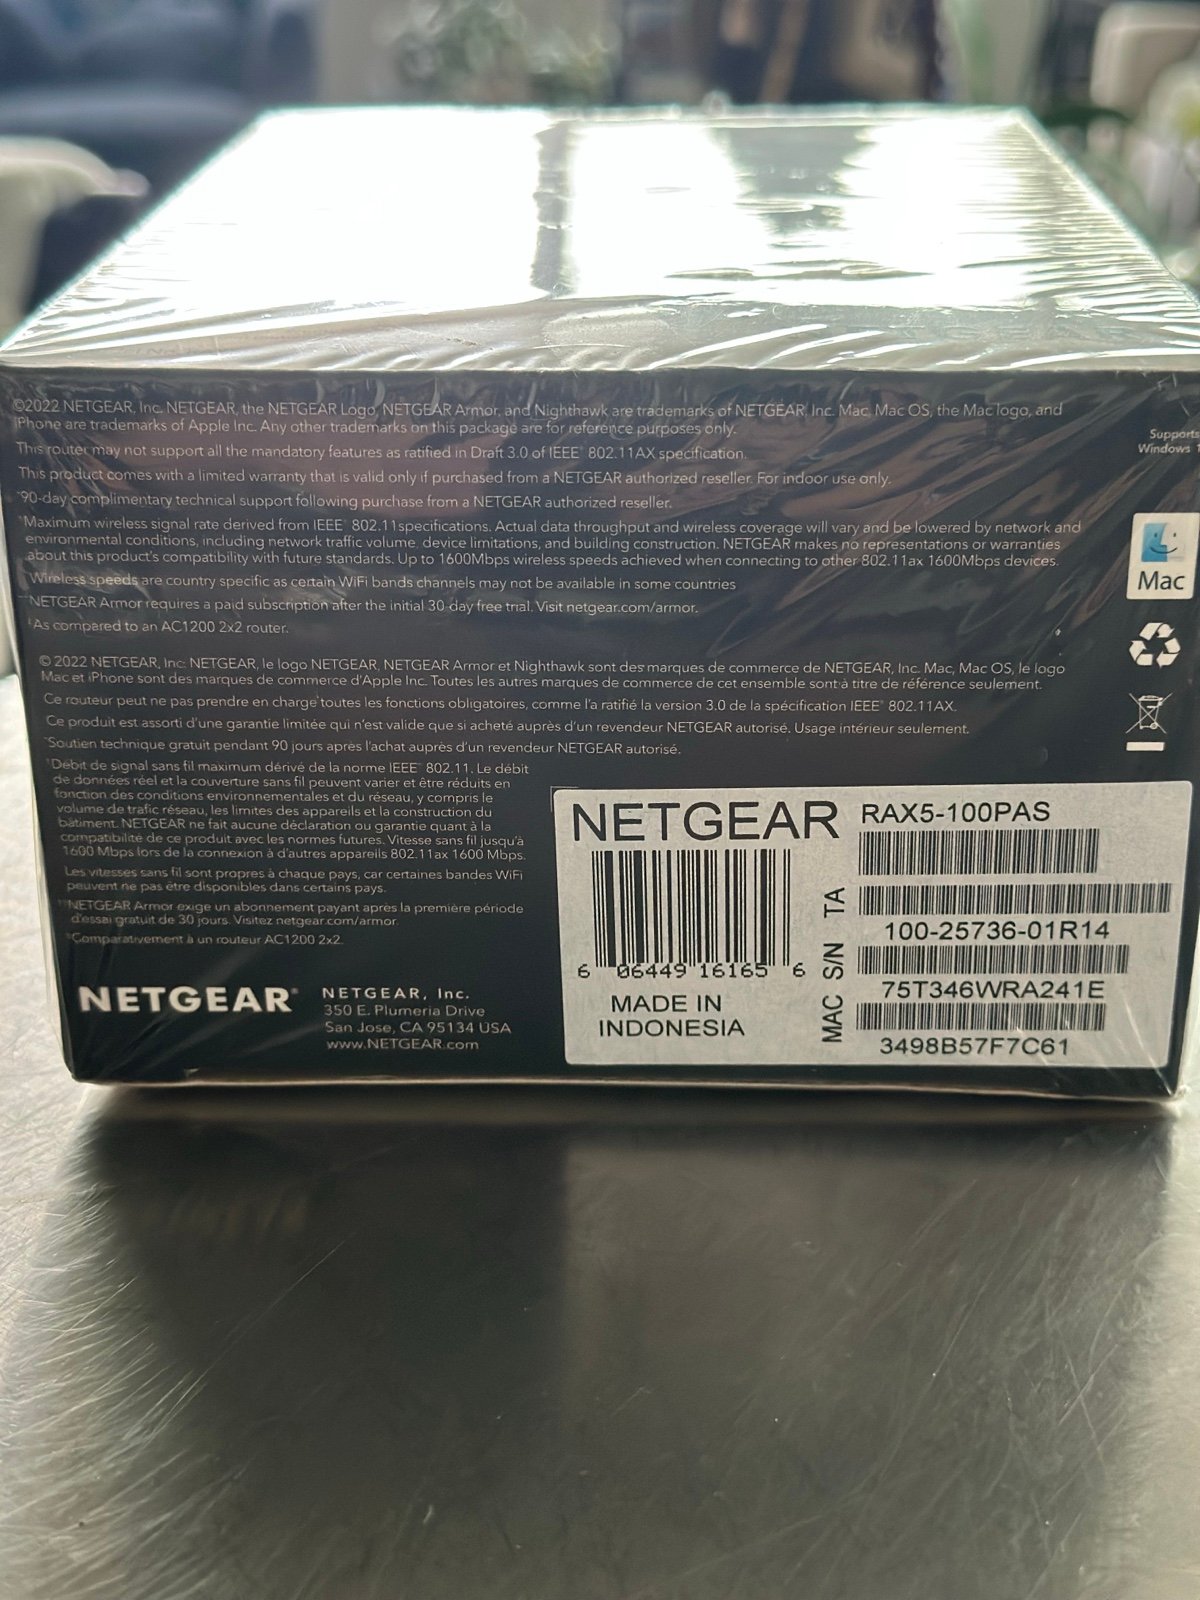 ©2022 NETGEAR, Inc. NETGEAR, the NETGEAR Logo, NETGEAR Armor, and Nighthawk are trademarks of NETGEAR, Inc. Mac, Mac OS, the Mac logo, and
iPhone are trademarks of Apple Inc. Any other trademarks on this package are for reference purposes only.
This router may not support all the mandatory features as ratified in Draft 3.0 of IEEE® 802.11AX specification.
This product comes with a limited warranty that is valid only if purchased from a NETGEAR authorized reseller. For indoor use only.
*90-day complimentary technical support following purchase from a NETGEAR authorized reseller.
†Maximum wireless signal rate derived from IEEE® 802.11 specifications. Actual data throughput and wireless coverage will vary and be lowered by network and
environmental conditions, including network traffic volume, device limitations, and building construction. NETGEAR makes no representations or warranties
about this product's compatibility with future standards. Up to 1600Mbps wireless speeds achieved when connecting to other 802.11ax 1600Mbps devices.
Wireless speeds are country specific as certain WiFi bands channels may not be available in some countries
NETGEAR Armor requires a paid subscription after the initial 30-day free trial. Visit netgear.com/armor.
‡As compared to an AC1200 2x2 router.
Supports
Windows
Mac
© 2022 NETGEAR, Inc. NETGEAR, le logo NETGEAR, NETGEAR Armor et Nighthawk sont des marques de commerce de NETGEAR, Inc. Mac, Mac OS, le logo
Mac et iPhone sont des marques de commerce d'Apple Inc. Toutes les autres marques de commerce de cet ensemble sont à titre de référence seulement.
Ce routeur peut ne pas prendre en charge toutes les fonctions obligatoires, comme l'a ratifié la version 3.0 de la spécification IEEE® 802.11AX.
Ce produit est assorti d'une garantie limitée qui n'est valide que si acheté auprès d'un revendeur NETGEAR autorisé. Usage intérieur seulement.
*Soutien technique gratuit pendant 90 jours après l'achat auprès d'un revendeur NETGEAR autorisé.
†Débit de signal sans fil maximum dérivé de la norme IEEE® 802.11. Le débit
de données réel et la couverture sans fil peuvent varier et être réduits en
fonction des conditions environnementales et du réseau, y compris le
volume de trafic réseau, les limites des appareils et la construction du
bâtiment. NETGEAR ne fait aucune déclaration ou garantie quant à la
compatibilité de ce produit avec les normes futures. Vitesse sans fil jusqu'à
1600 Mbps lors de la connexion à d'autres appareils 802.11ax 1600 Mbps.
Les vitesses sans fil sont propres à chaque pays, car certaines bandes WiFi
peuvent ne pas être disponibles dans certains pays.
NETGEAR Armor exige un abonnement payant après la première période
d'essai gratuit de 30 jours. Visitez netgear.com/armor.
‡Comparativement à un routeur AC1200 2x2.
NETGEAR®
NETGEAR, Inc.
350 E. Plumeria Drive
San Jose, CA 95134 USA
www.NETGEAR.com
NETGEAR
RAX5-100PAS
6 06449 16165 6
MADE IN
INDONESIA
TA
100-25736-01R14
S/N
75T346WRA241E
MAC
3498B57F7C61